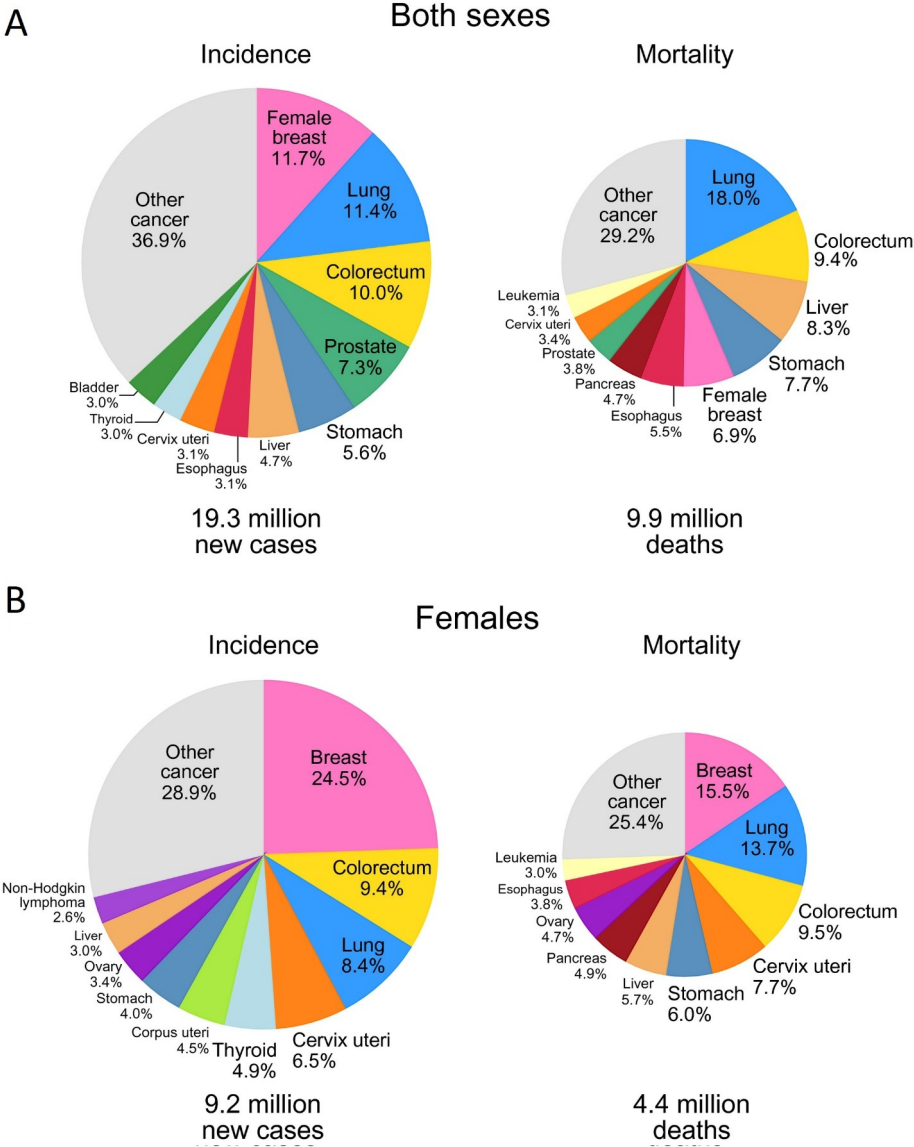 A
Both sexes
Incidence
Mortality
Female
breast
11.7%
Lung
11.4%
Colorectum
10.0%
Prostate
7.3%
Stomach
5.6%
Liver
4.7%
Esophagus
3.1%
Cervix uteri
3.1%
Thyroid
3.0%
Bladder
3.0%
Other
cancer
36.9%
19.3 million
new cases
Lung
18.0%
Colorectum
9.4%
Liver
8.3%
Stomach
7.7%
Female
breast
6.9%
Esophagus
5.5%
Pancreas
4.7%
Prostate
3.8%
Cervix uteri
3.4%
Leukemia
3.1%
Other
cancer
29.2%
9.9 million
deaths
B
Females
Incidence
Mortality
Breast
24.5%
Colorectum
9.4%
Lung
8.4%
Cervix uteri
6.5%
Thyroid
4.9%
Corpus uteri
4.5%
Stomach
4.0%
Ovary
3.4%
Liver
3.0%
Non-Hodgkin
lymphoma
2.6%
Other
cancer
28.9%
9.2 million
new cases
Breast
15.5%
Lung
13.7%
Colorectum
9.5%
Cervix uteri
7.7%
Stomach
6.0%
Liver
5.7%
Pancreas
4.9%
Ovary
4.7%
Esophagus
3.8%
Leukemia
3.0%
Other
cancer
25.4%
4.4 million
deaths